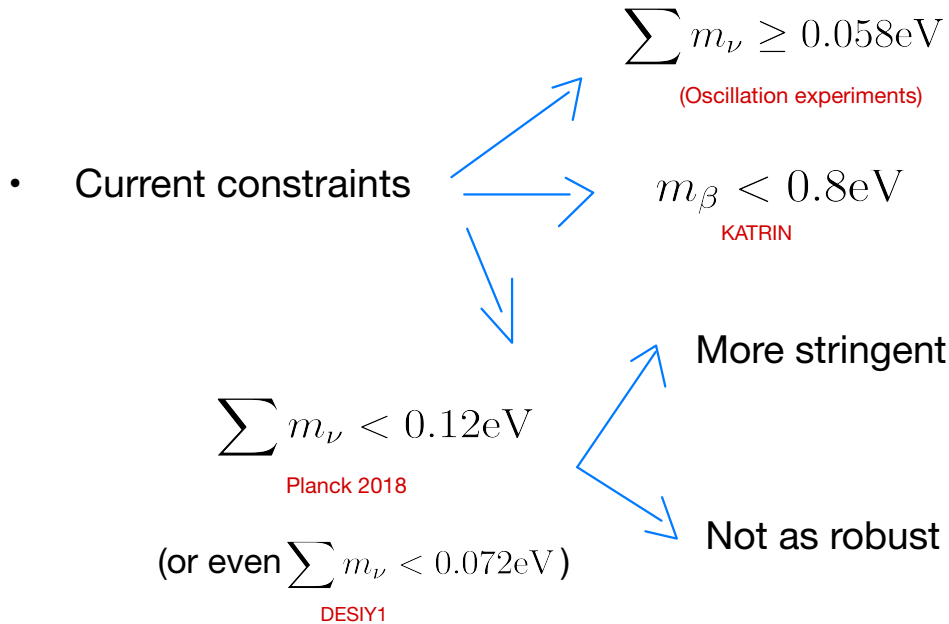 ∑ m_ν ≥ 0.058eV
(Oscillation experiments)
• Current constraints
m_β < 0.8eV
KATRIN
More stringent
∑ m_ν < 0.12eV
Planck 2018
Not as robust
(or even ∑ m_ν < 0.072eV)
DESIY1